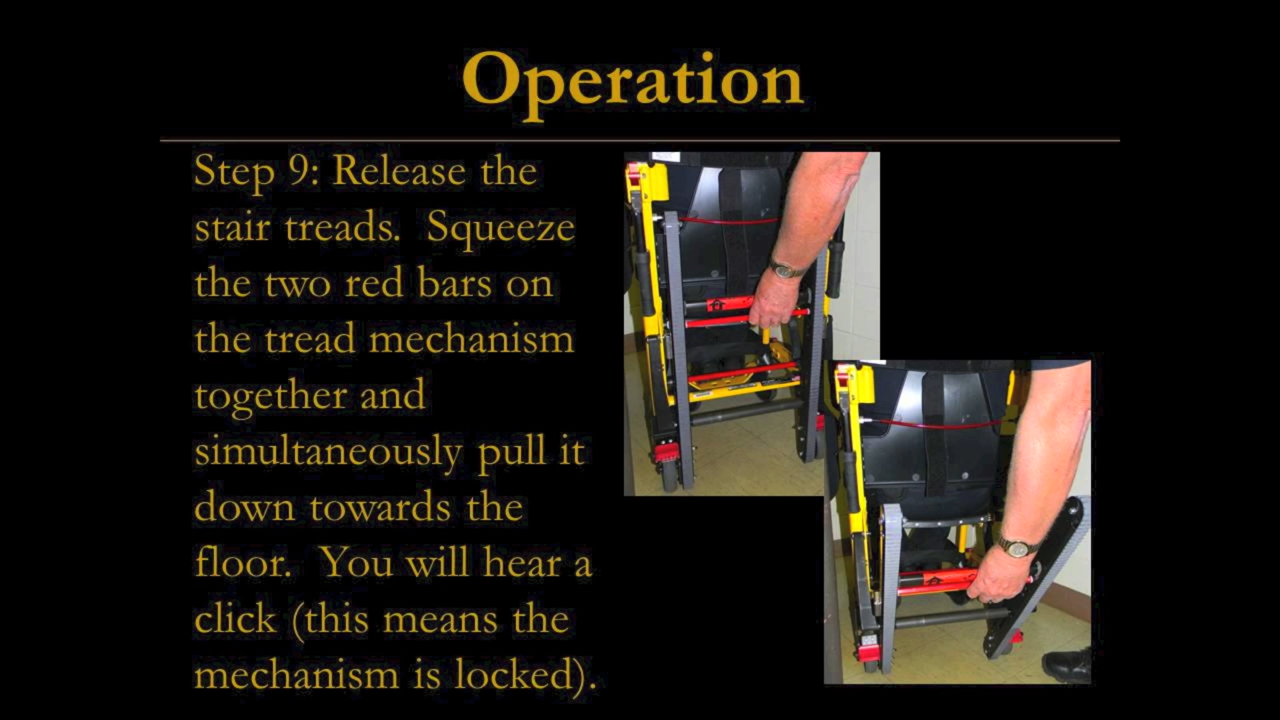 Operation
Step 9: Release the
stair treads.  Squeeze
the two red bars on
the tread mechanism
together and
simultaneously pull it
down towards the
floor.  You will hear a
click (this means the
mechanism is locked).